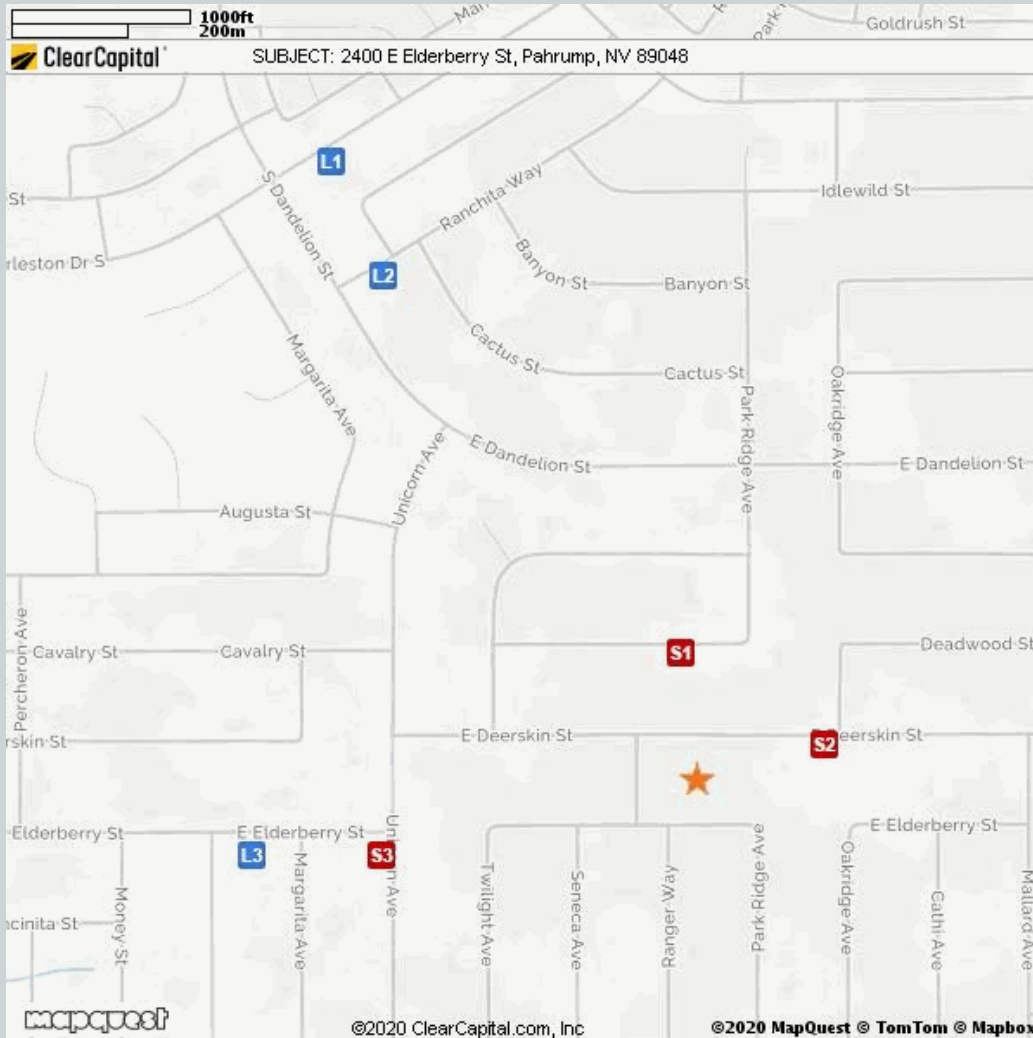 1000ft
200m
Goldrush St
ClearCapital
SUBJECT: 2400 E Elderberry St, Pahrump, NV 89048
L1
St
S Dandelion St
Ranchita Way
Idlewild St
rleston Dr S
L2
Banyon St
Banyon St
Margarita Ave
Cactus St
Cactus St
Park Ridge Ave
Oakridge Ave
Unicorn Ave
E Dandelion St
E Dandelion St
Augusta St
Percheron Ave
Cavalry St
Cavalry St
S1
Deadwood St
rskin St
E Deerskin St
S2
E Deerskin St
Elderberry St
E Elderberry St
Unicorn Ave
E Elderberry St
L3
S3
Margarita Ave
Money St
Twilight Ave
Seneca Ave
Ranger Way
Park Ridge Ave
Oakridge Ave
Cathi Ave
Mallard Ave
ncinita St
mapquest
©2020 ClearCapital.com, Inc
©2020 MapQuest © TomTom © Mapbox